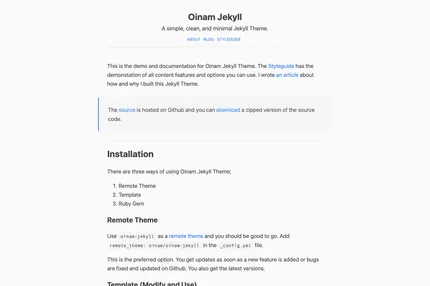 Oinam Jekyll
A simple, clean, and minimal Jekyll Theme.
ABOUT BLOG STYLEGUIDE
This is the demo and documentation for Oinam Jekyll Theme. The Styleguide has the
demonstation of all content features and options you can use. I wrote an article about
how and why I built this Jekyll Theme.
The source is hosted on Github and you can download a zipped version of the source
code.
Installation
There are three ways of using Oinam Jekyll Theme;
1. Remote Theme
2. Template
3. Ruby Gem
Remote Theme
Use oinam-jekyll as a remote theme and you should be good to go. Add
remote_theme: oinam/oinam-jekyll in the _config.yml file.
This is the preferred option. You get updates as soon as a new feature is added or bugs
are fixed and updated on Github. You also get the latest versions.
Template (Modify and Use)